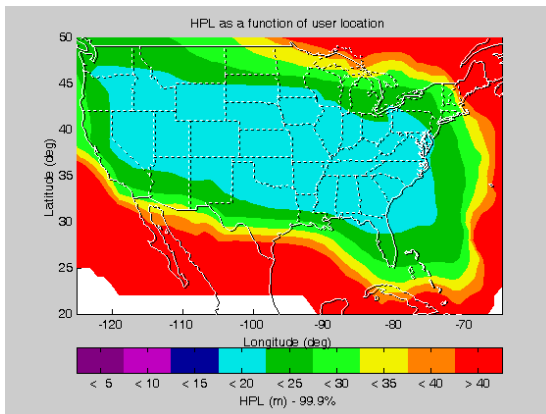 HPL as a function of user location
50
45
40
35
30
25
20
Latitude (deg)
-120 -110 -100 -90 -80 -70
Longitude (deg)
< 5 < 10 < 15 < 20 < 25 < 30 < 35 < 40 > 40
HPL (m) - 99.9%